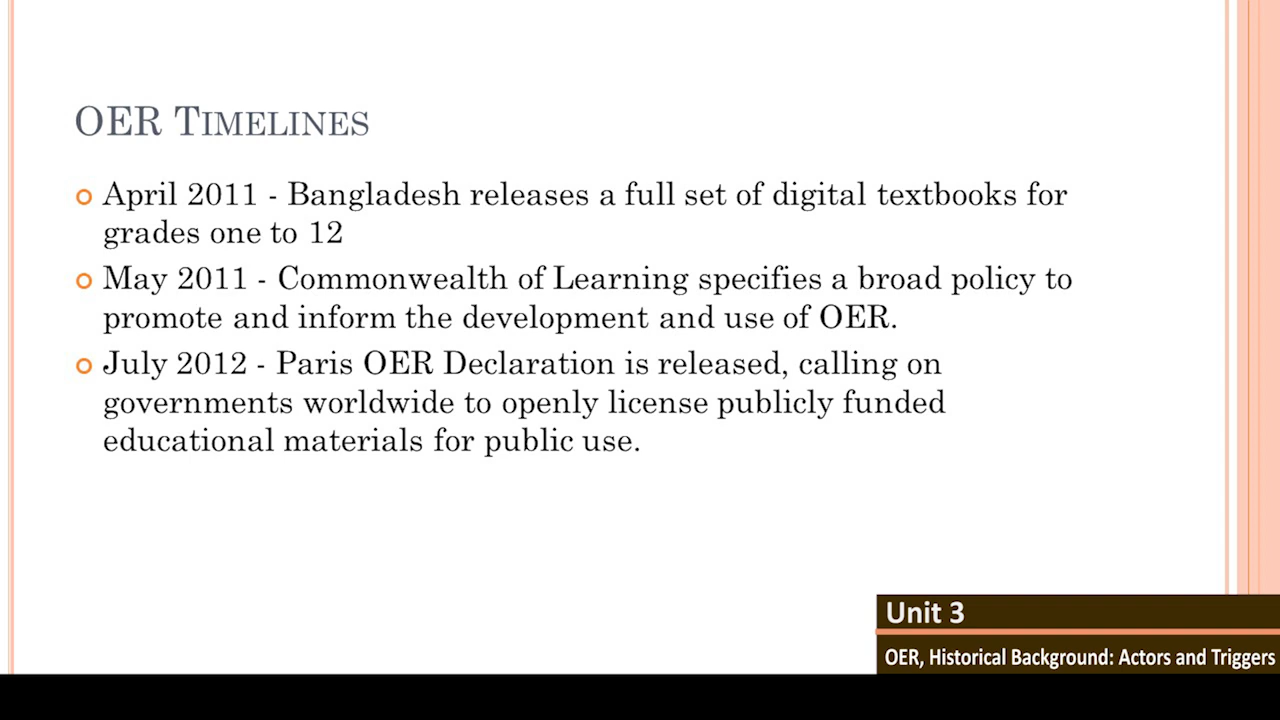 OER TIMELINES
April 2011 - Bangladesh releases a full set of digital textbooks for
grades one to 12
May 2011 - Commonwealth of Learning specifies a broad policy to
promote and inform the development and use of OER.
July 2012 - Paris OER Declaration is released, calling on
governments worldwide to openly license publicly funded
educational materials for public use.
Unit 3
OER, Historical Background: Actors and Triggers